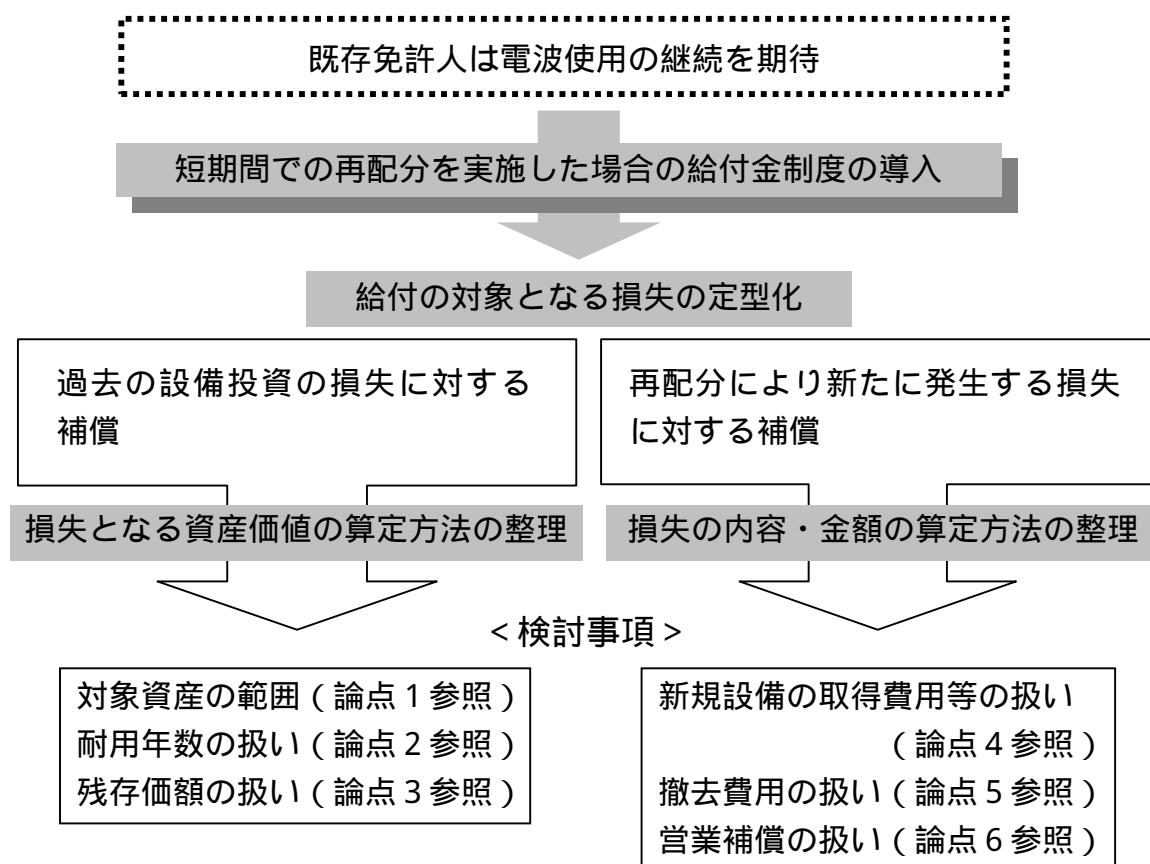 既存免許人は電波使用の継続を期待
短期間での再配分を実施した場合の給付金制度の導入
給付の対象となる損失の定型化
過去の設備投資の損失に対する
補償
再配分により新たに発生する損失
に対する補償
損失となる資産価値の算定方法の整理
損失の内容・金額の算定方法の整理
<検討事項>
対象資産の範囲(論点1参照)
耐用年数の扱い(論点2参照)
残存価額の扱い(論点3参照)
新規設備の取得費用等の扱い
(論点4参照)
撤去費用の扱い(論点5参照)
営業補償の扱い(論点6参照)